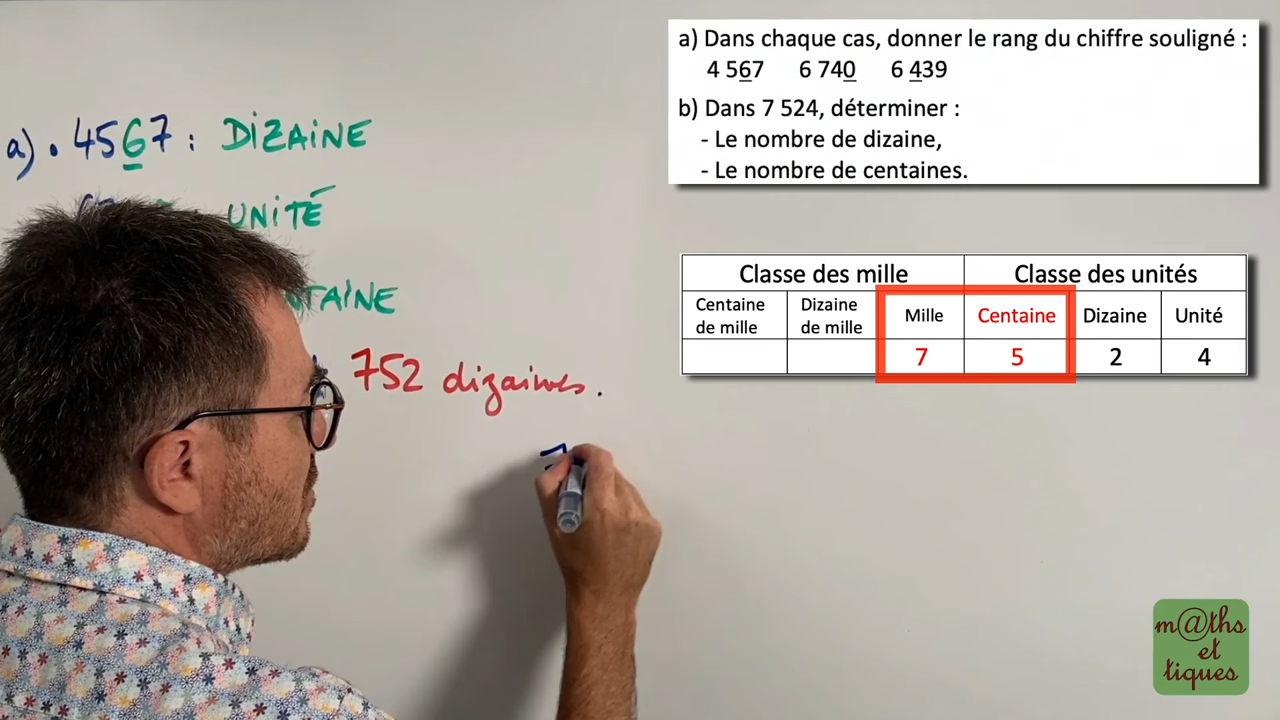 a) Dans chaque cas, donner le rang du chiffre souligné :
4 567 6 740 6 439
b) Dans 7 524, déterminer :
- Le nombre de dizaine,
- Le nombre de centaines.
a) • 4567 : DIZAINE
UNITÉ
NTAINE
752 dizaines.
Classe des mille Classe des unités
Centaine de mille Dizaine de mille Mille Centaine Dizaine Unité
7 5 2 4
m@ths
et
tiques